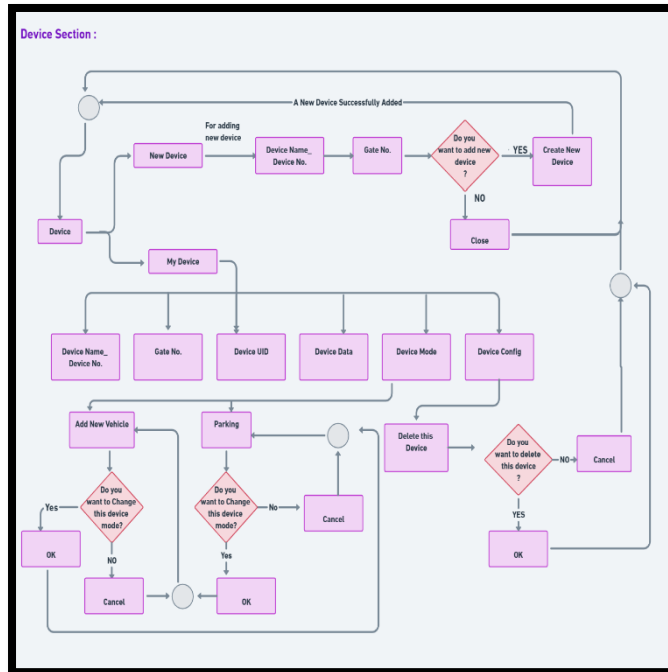 Device Section :
A New Device Successfully Added
For adding
new device
New Device
Device Name_
Device No.
Gate No.
Do you
want to add new
device
?
YES
Create New
Device
NO
Close
Device
My Device
Device Name_
Device No.
Gate No.
Device UID
Device Data
Device Mode
Device Config
Add New Vehicle
Parking
Delete this
Device
Do you
want to delete
this device
?
NO
Cancel
YES
OK
Do you
want to Change
this device
mode?
Yes
OK
NO
Cancel
Do you
want to Change
this device
mode?
No
Cancel
Yes
OK